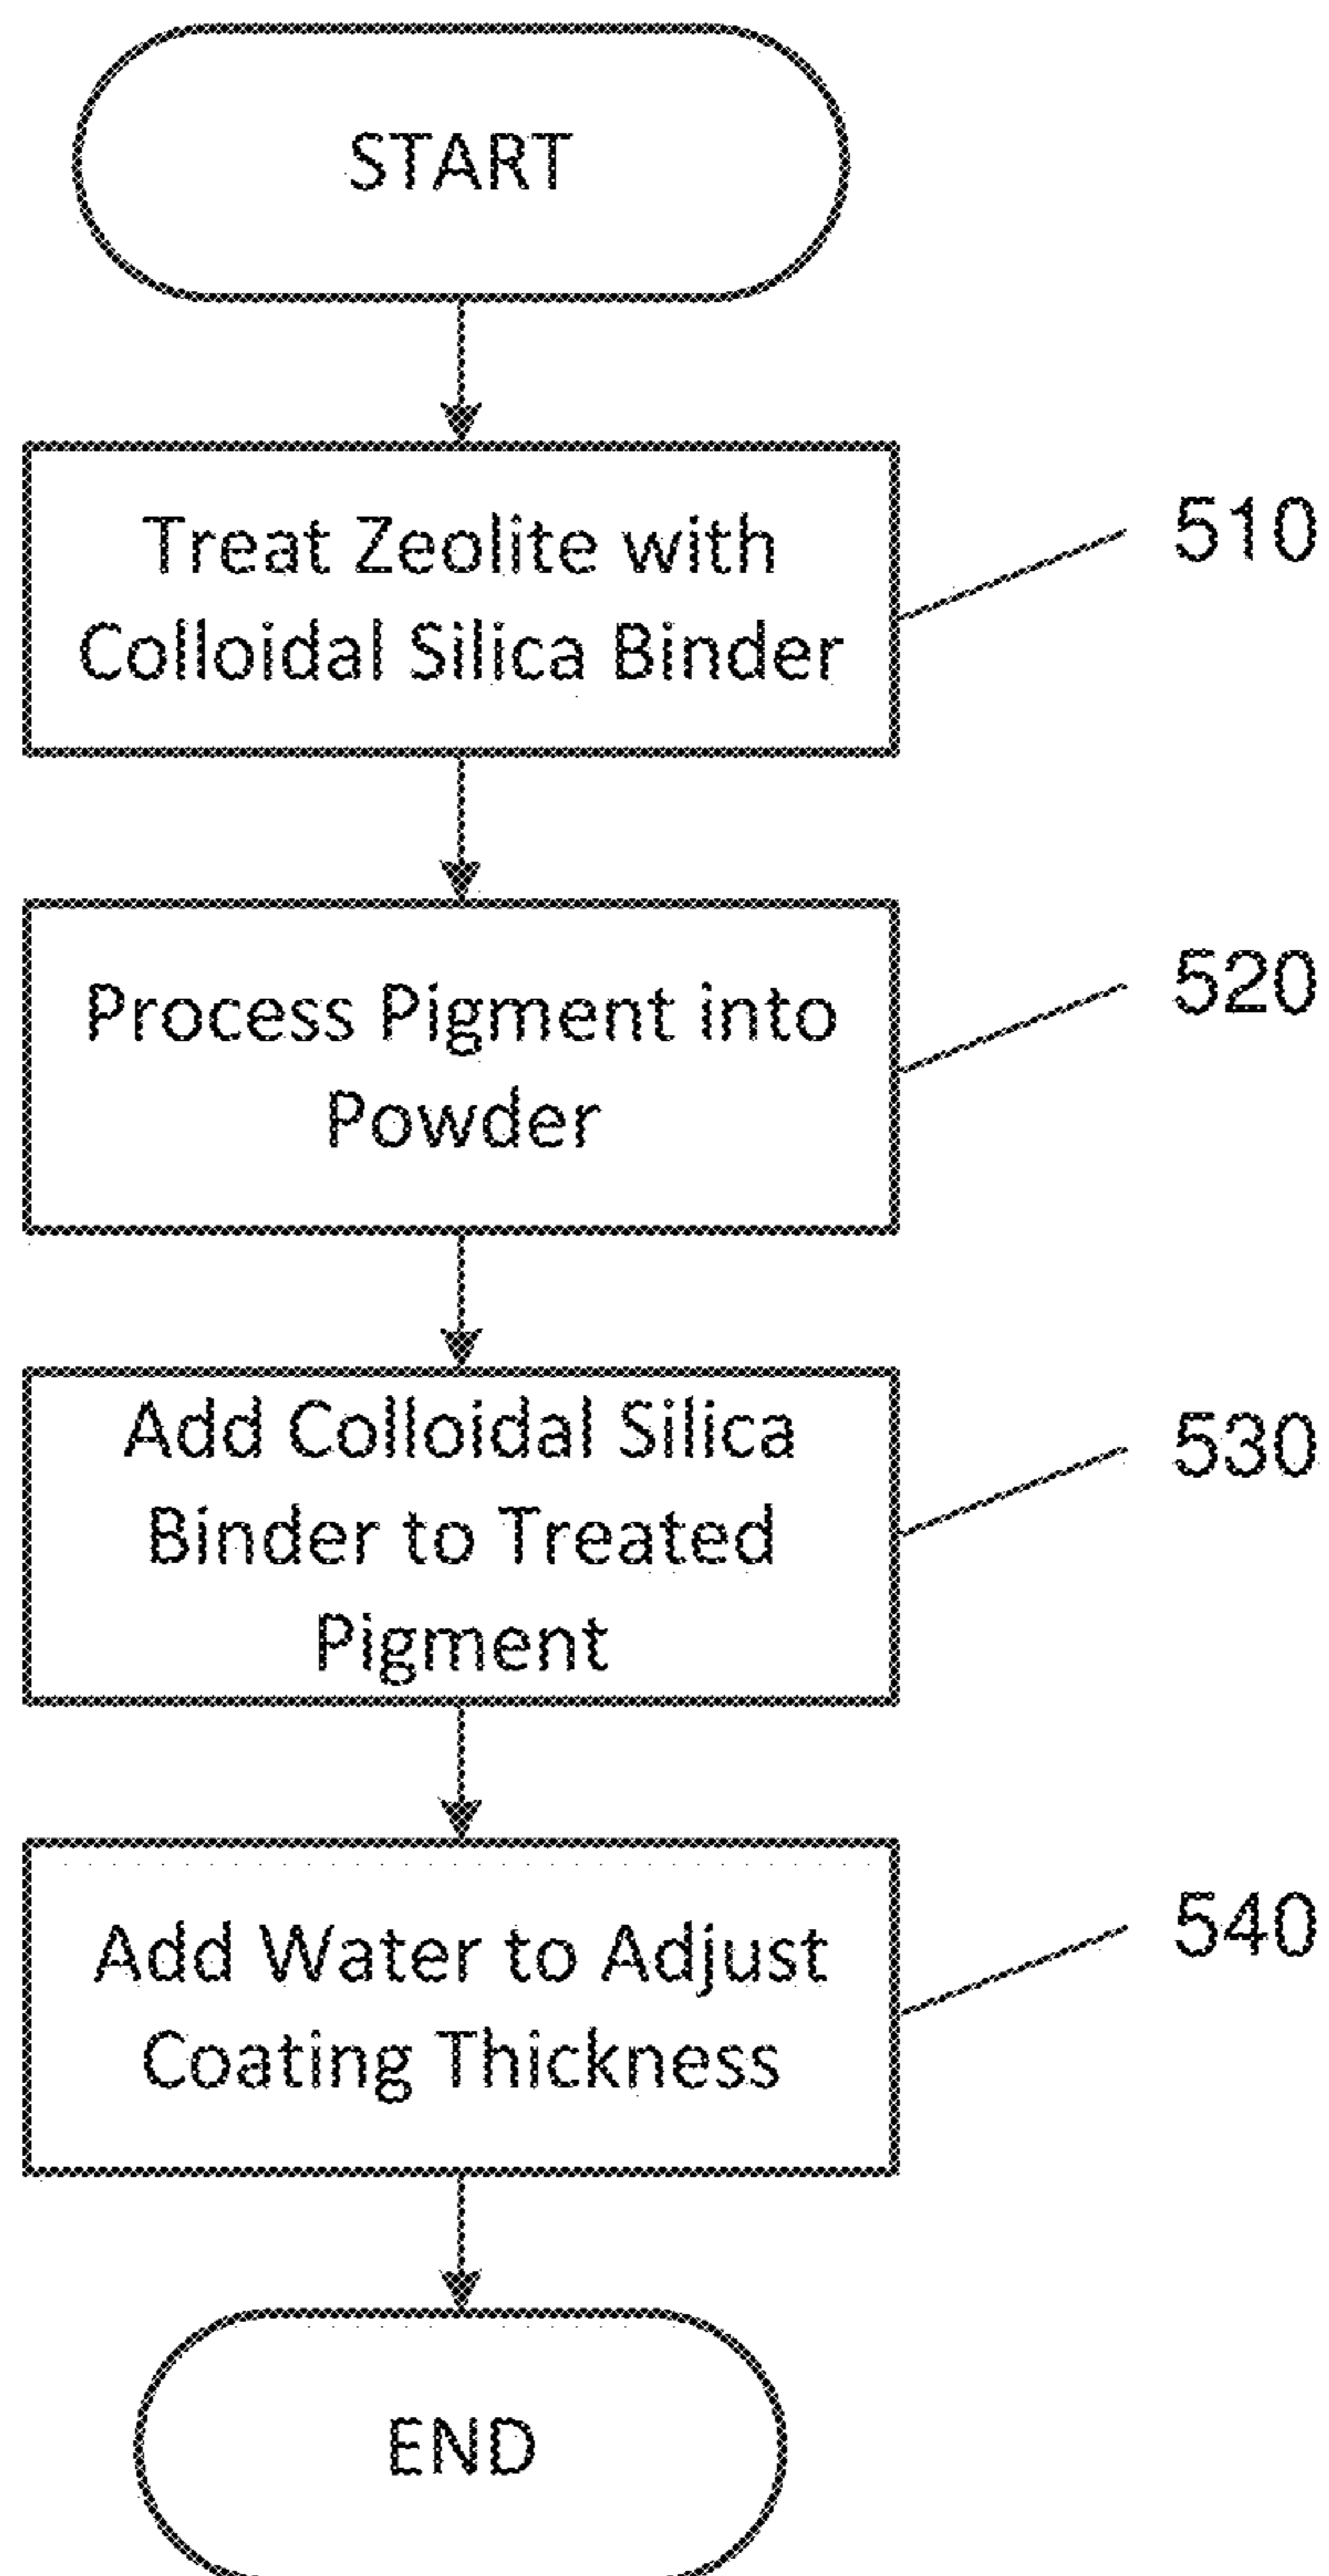 START
Treat Zeolite with
Colloidal Silica Binder
510
Process Pigment into
Powder
520
Add Colloidal Silica
Binder to Treated
Pigment
530
Add Water to Adjust
Coating Thickness
540
END